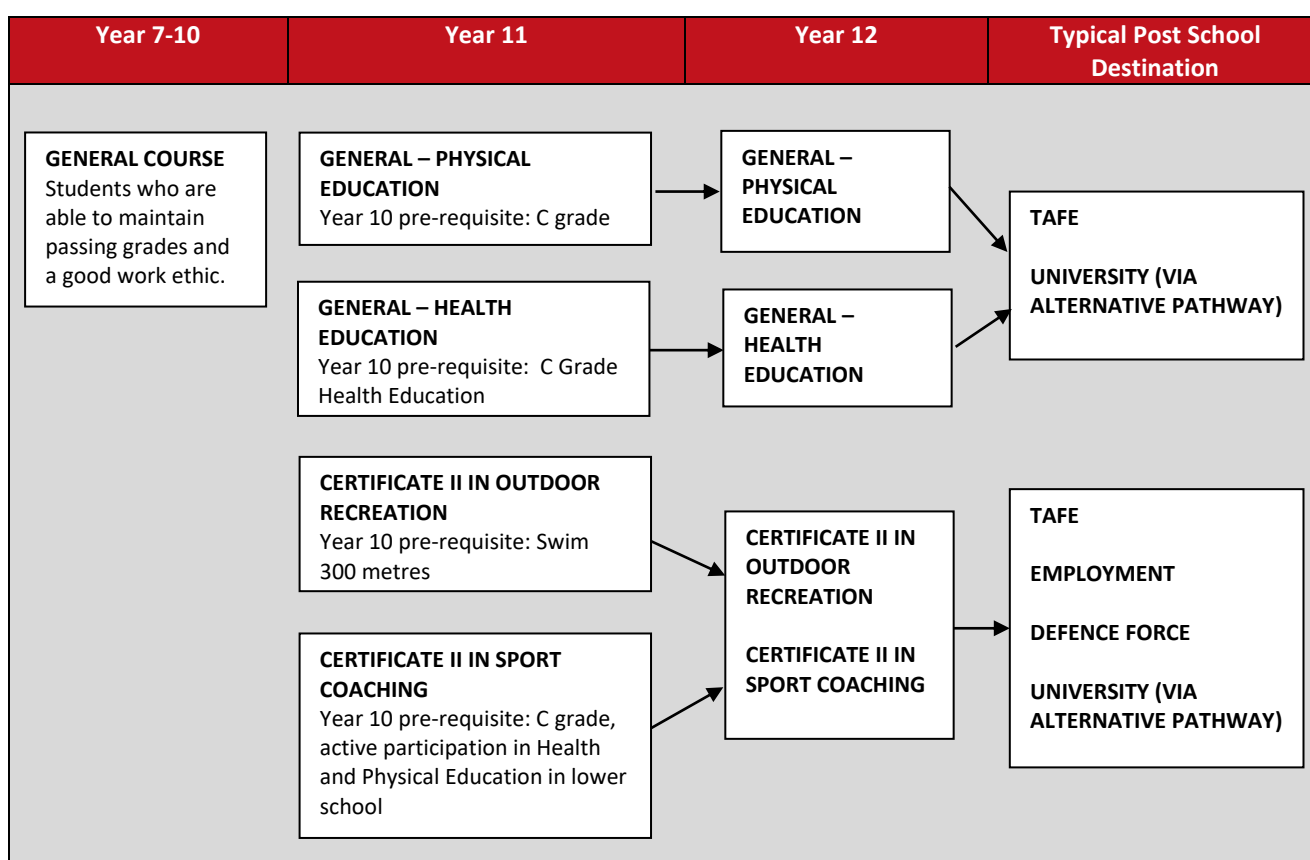 Year 7-10
Year 11
Year 12
Typical Post School
Destination
GENERAL COURSE
Students who are
able to maintain
passing grades and
a good work ethic.
GENERAL – PHYSICAL
EDUCATION
Year 10 pre-requisite: C grade
GENERAL –
PHYSICAL
EDUCATION
TAFE
UNIVERSITY (VIA
ALTERNATIVE PATHWAY)
GENERAL – HEALTH
EDUCATION
Year 10 pre-requisite:  C Grade
Health Education
GENERAL –
HEALTH
EDUCATION
CERTIFICATE II IN OUTDOOR
RECREATION
Year 10 pre-requisite: Swim
300 metres
CERTIFICATE II IN SPORT
COACHING
Year 10 pre-requisite: C grade,
active participation in Health
and Physical Education in lower
school
CERTIFICATE II IN
OUTDOOR
RECREATION
CERTIFICATE II IN
SPORT COACHING
TAFE
EMPLOYMENT
DEFENCE FORCE
UNIVERSITY (VIA
ALTERNATIVE PATHWAY)